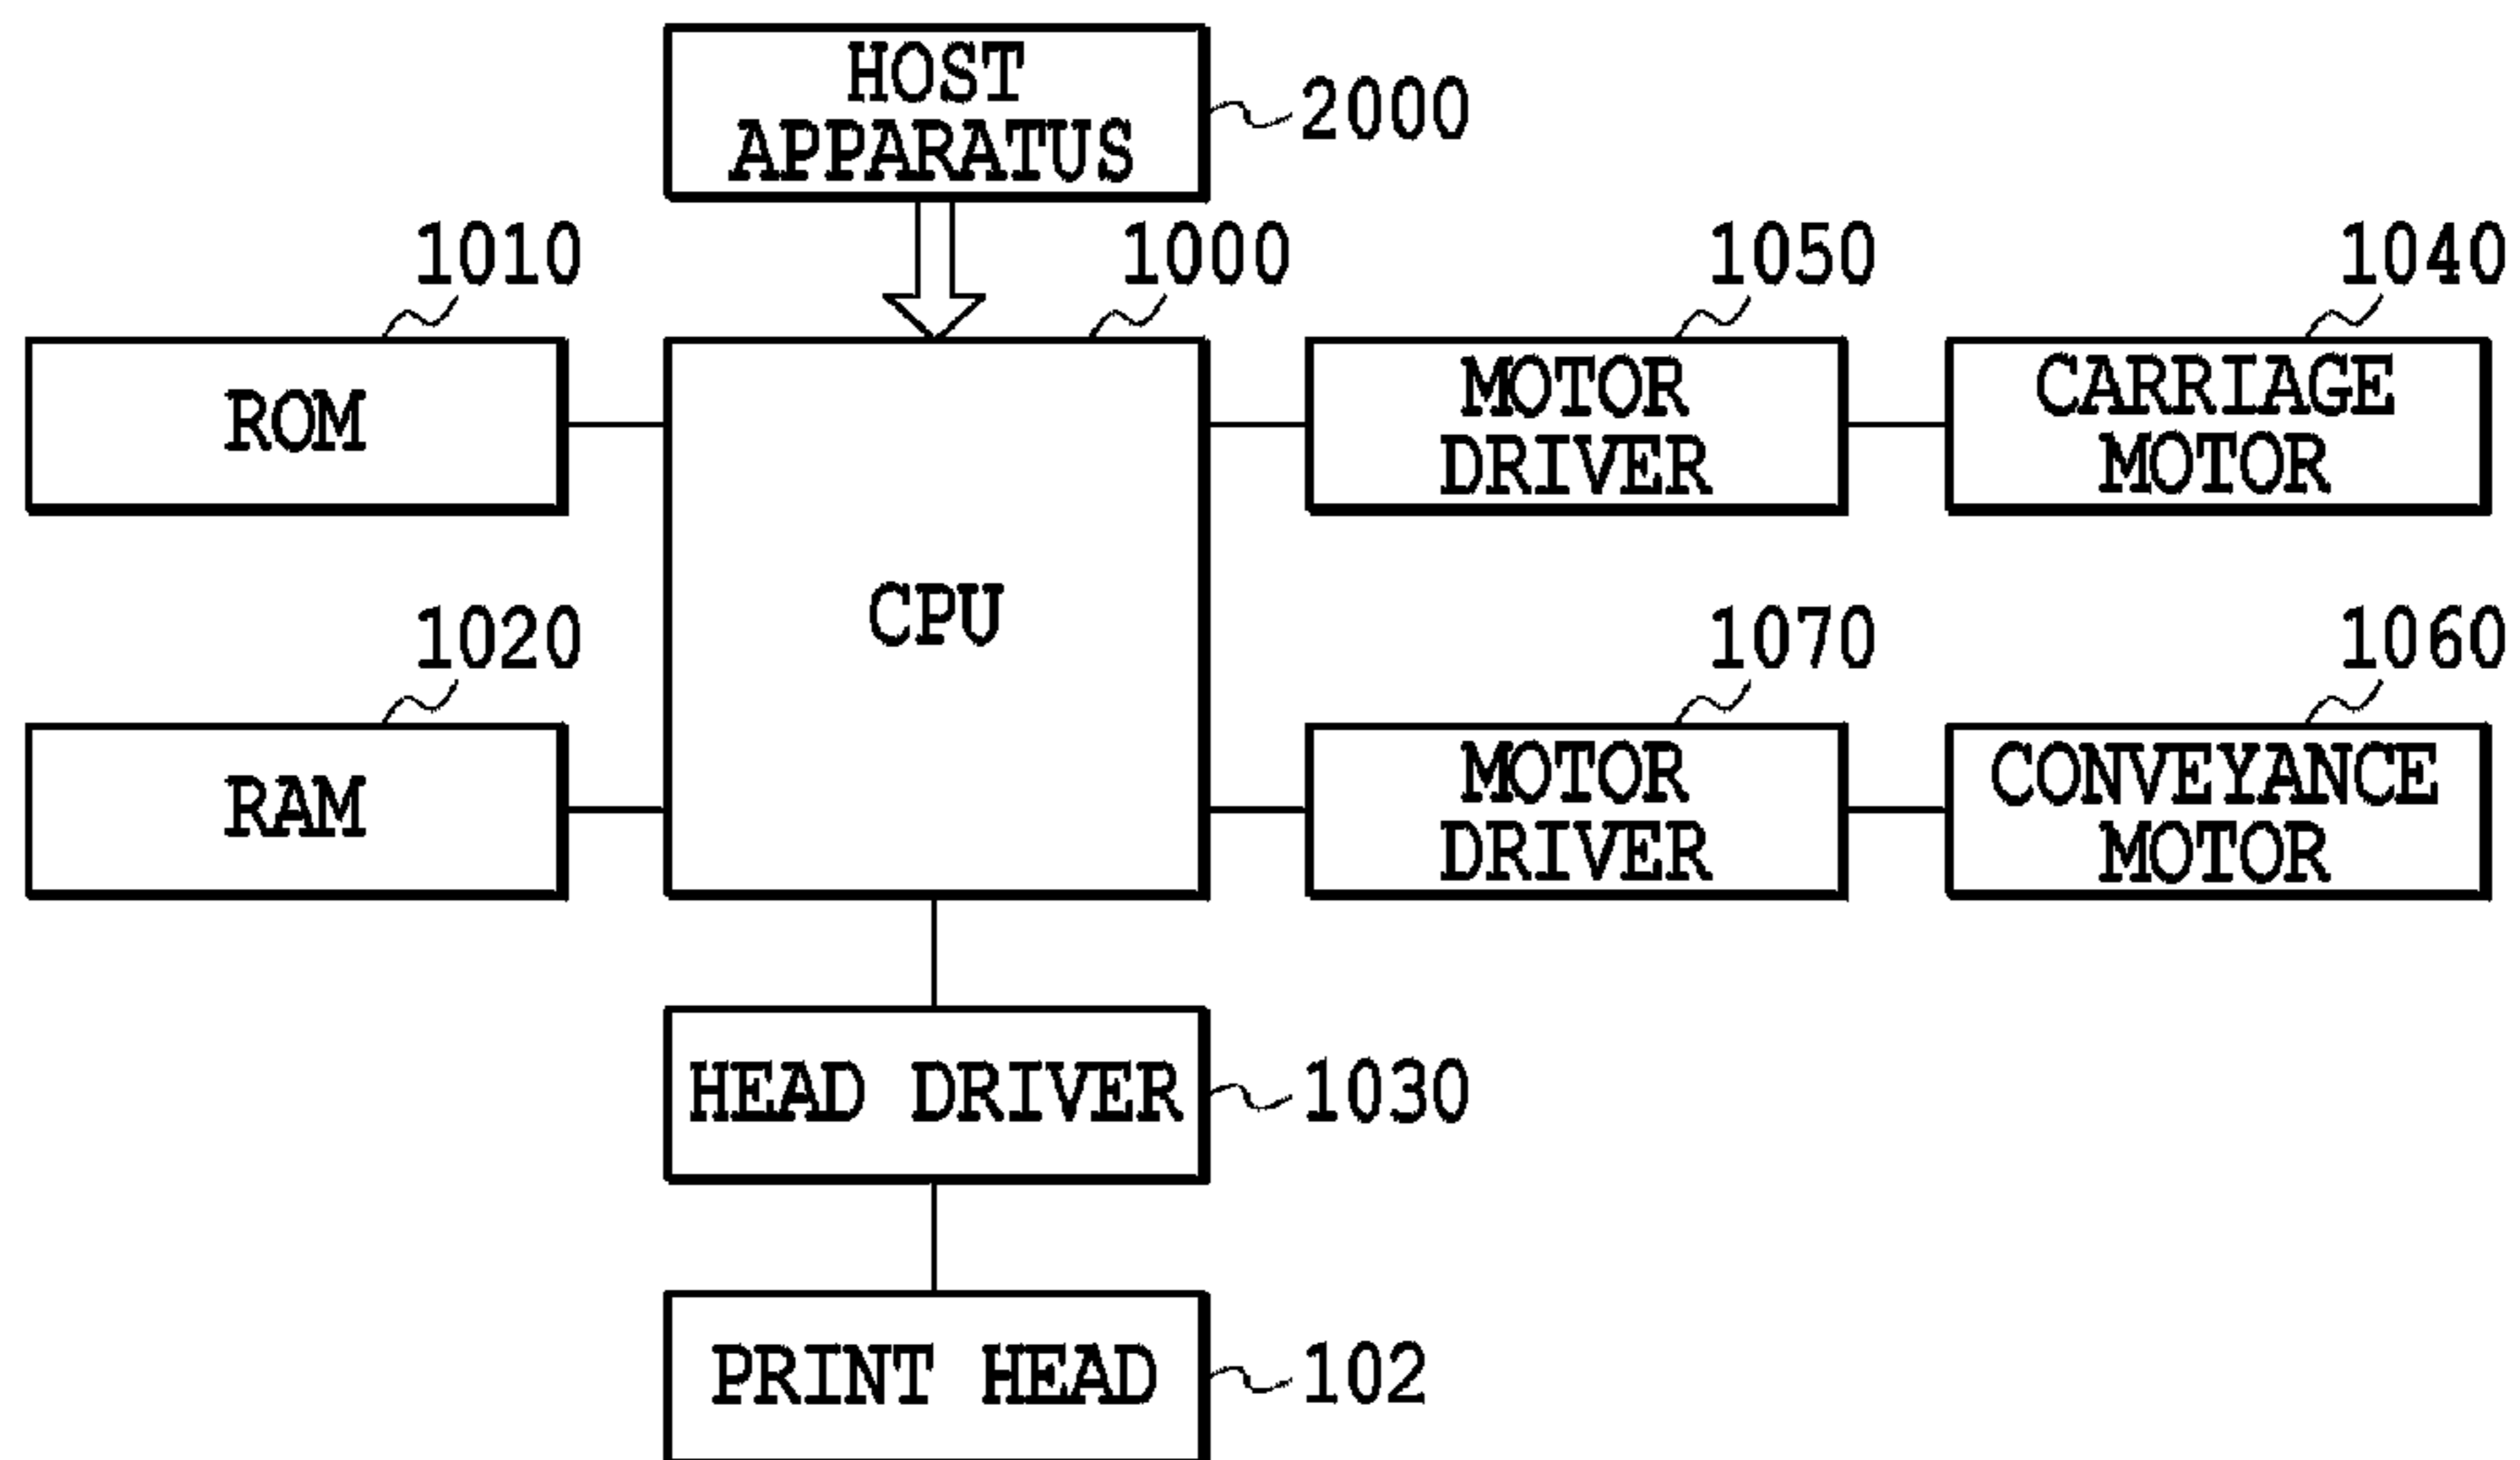 HOST
APPARATUS
2000
1010
1000
1050
1040
ROM
MOTOR
DRIVER
CARRIAGE
MOTOR
CPU
1020
1070
1060
RAM
MOTOR
DRIVER
CONVEYANCE
MOTOR
HEAD DRIVER
1030
PRINT HEAD
102